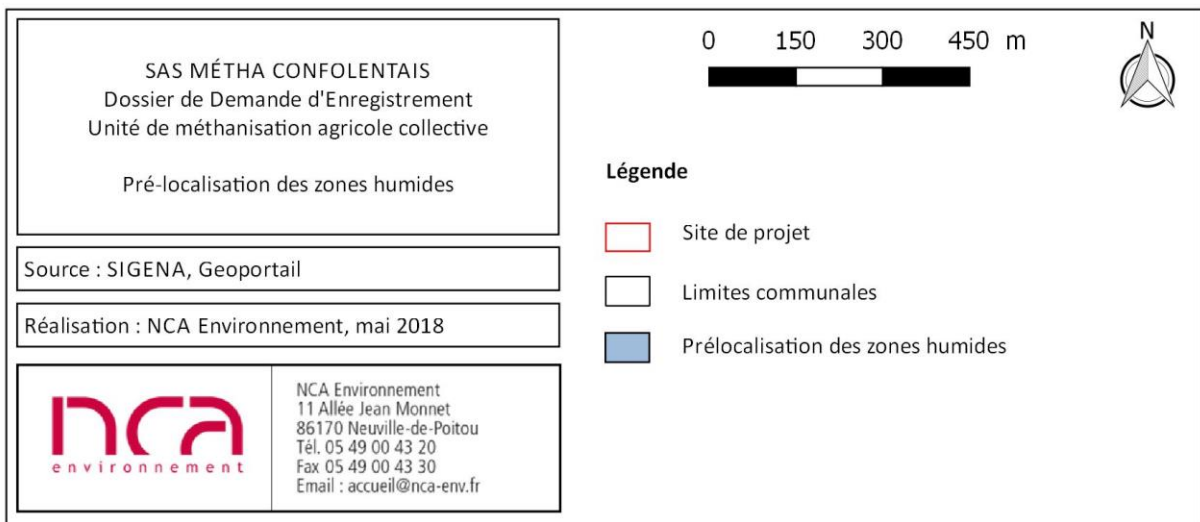 SAS MÉTHA CONFOLENTAIS
Dossier de Demande d'Enregistrement
Unité de méthanisation agricole collective
Pré-localisation des zones humides
Source : SIGENA, Geoportail
Réalisation : NCA Environnement, mai 2018
nca
environnement
NCA Environnement
11 Allée Jean Monnet
86170 Neuville-de-Poitou
Tél. 05 49 00 43 20
Fax 05 49 00 43 30
Email : accueil@nca-env.fr
0 150 300 450 m
N
Légende
Site de projet
Limites communales
Prélocalisation des zones humides